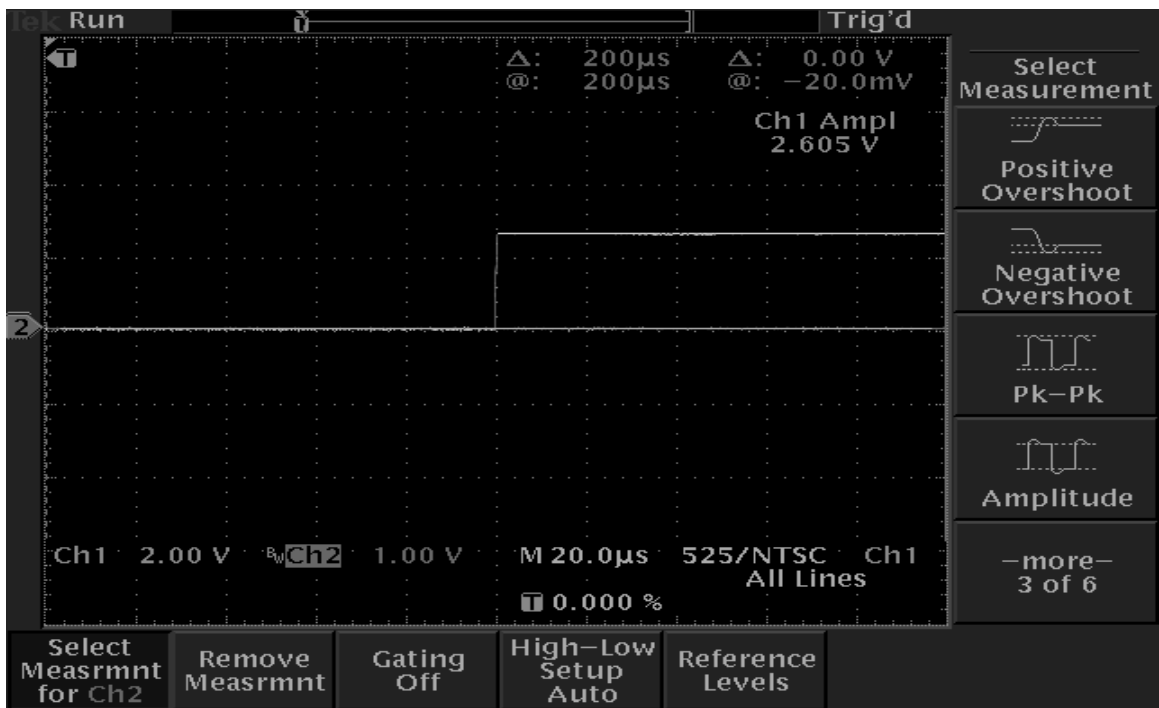 Tek Run Trig'd
T
Δ: 200µs Δ: 0.00 V
@: 200µs @: −20.0mV
Ch1 Ampl
2.605 V
2
Ch1 2.00 V BW Ch2 1.00 V M 20.0µs 525/NTSC Ch1
All Lines
T 0.000 %
Select
Measurement
Positive
Overshoot
Negative
Overshoot
Pk−Pk
Amplitude
−more−
3 of 6
Select
Measrmnt
for Ch2
Remove
Measrmnt
Gating
Off
High−Low
Setup
Auto
Reference
Levels